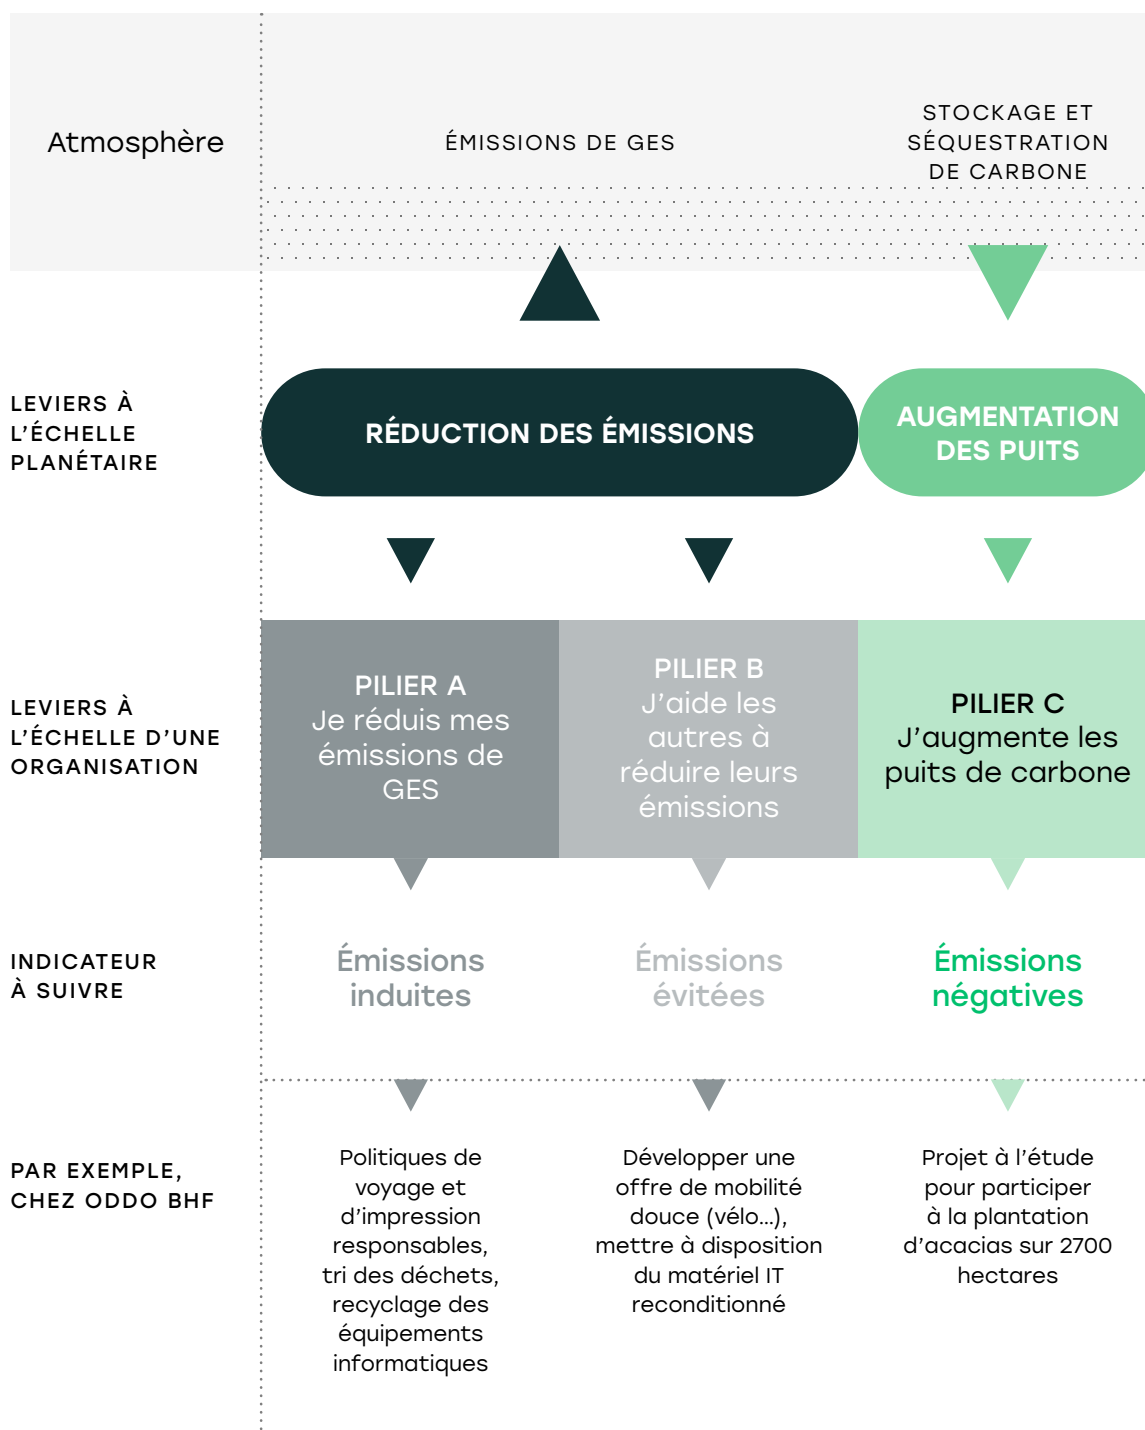 Atmosphère
ÉMISSIONS DE GES
STOCKAGE ET
SÉQUESTRATION
DE CARBONE
LEVIERS À
L’ÉCHELLE
PLANÉTAIRE
RÉDUCTION DES ÉMISSIONS
AUGMENTATION
DES PUITS
LEVIERS À
L’ÉCHELLE D’UNE
ORGANISATION
PILIER A
Je réduis mes
émissions de
GES
PILIER B
J’aide les
autres à
réduire leurs
émissions
PILIER C
J’augmente les
puits de carbone
INDICATEUR
À SUIVRE
Émissions
induites
Émissions
évitées
Émissions
négatives
PAR EXEMPLE,
CHEZ ODDO BHF
Politiques de
voyage et
d’impression
responsables,
tri des déchets,
recyclage des
équipements
informatiques
Développer une
offre de mobilité
douce (vélo…),
mettre à disposition
du matériel IT
reconditionné
Projet à l’étude
pour participer
à la plantation
d’acacias sur 2700
hectares